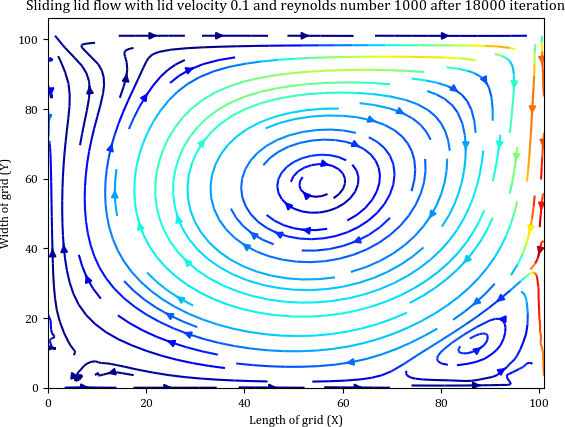 Sliding lid flow with lid velocity 0.1 and reynolds number 1000 after 18000 iteration
100
80
60
40
20
0
Width of grid (Y)
0 20 40 60 80 100
Length of grid (X)